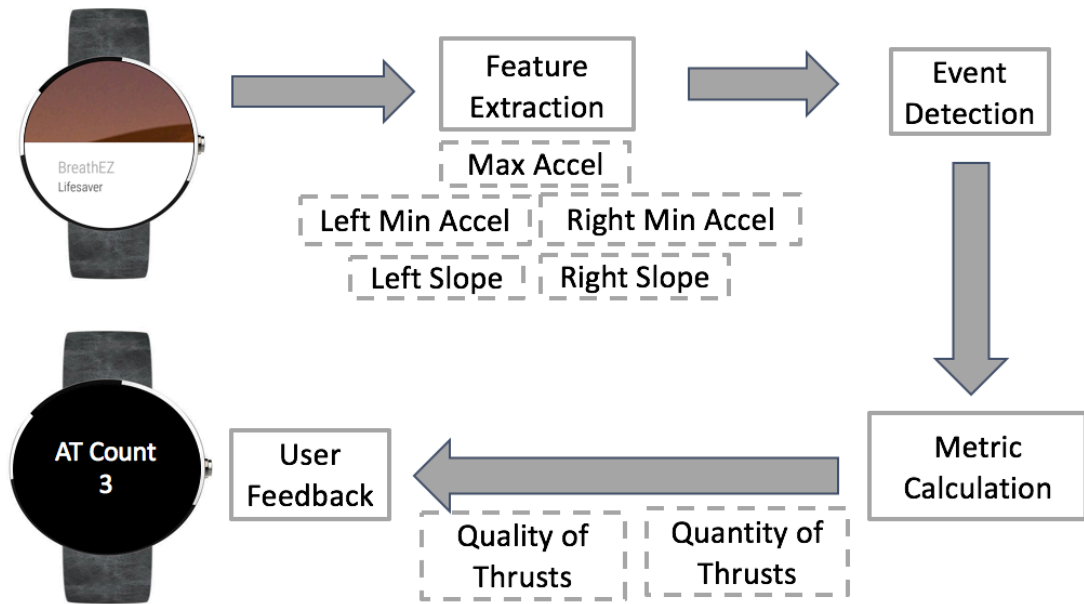 BreathEZ
Lifesaver
Feature
Extraction
Max Accel
Left Min Accel
Right Min Accel
Left Slope
Right Slope
Event
Detection
Metric
Calculation
Quality of
Thrusts
Quantity of
Thrusts
User
Feedback
AT Count
3